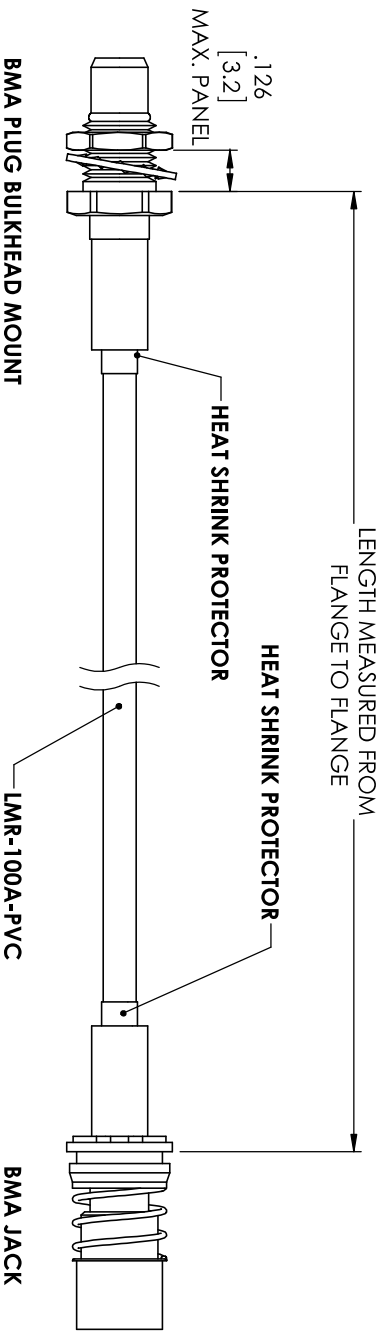 LENGTH MEASURED FROM
FLANGE TO FLANGE
.126
[3.2]
MAX. PANEL
HEAT SHRINK PROTECTOR
HEAT SHRINK PROTECTOR
LMR-100A-PVC
BMA PLUG BULKHEAD MOUNT
BMA JACK